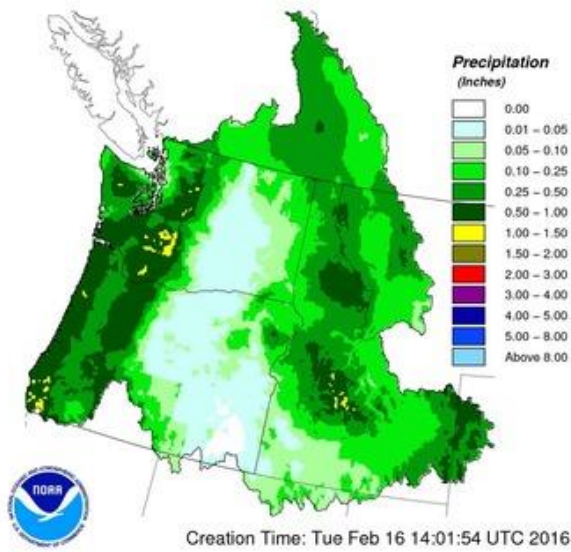 Precipitation
(Inches)
0.00
0.01 - 0.05
0.05 - 0.10
0.10 - 0.25
0.25 - 0.50
0.50 - 1.00
1.00 - 1.50
1.50 - 2.00
2.00 - 3.00
3.00 - 4.00
4.00 - 5.00
5.00 - 8.00
Above 8.00
NOAA
Creation Time: Tue Feb 16 14:01:54 UTC 2016